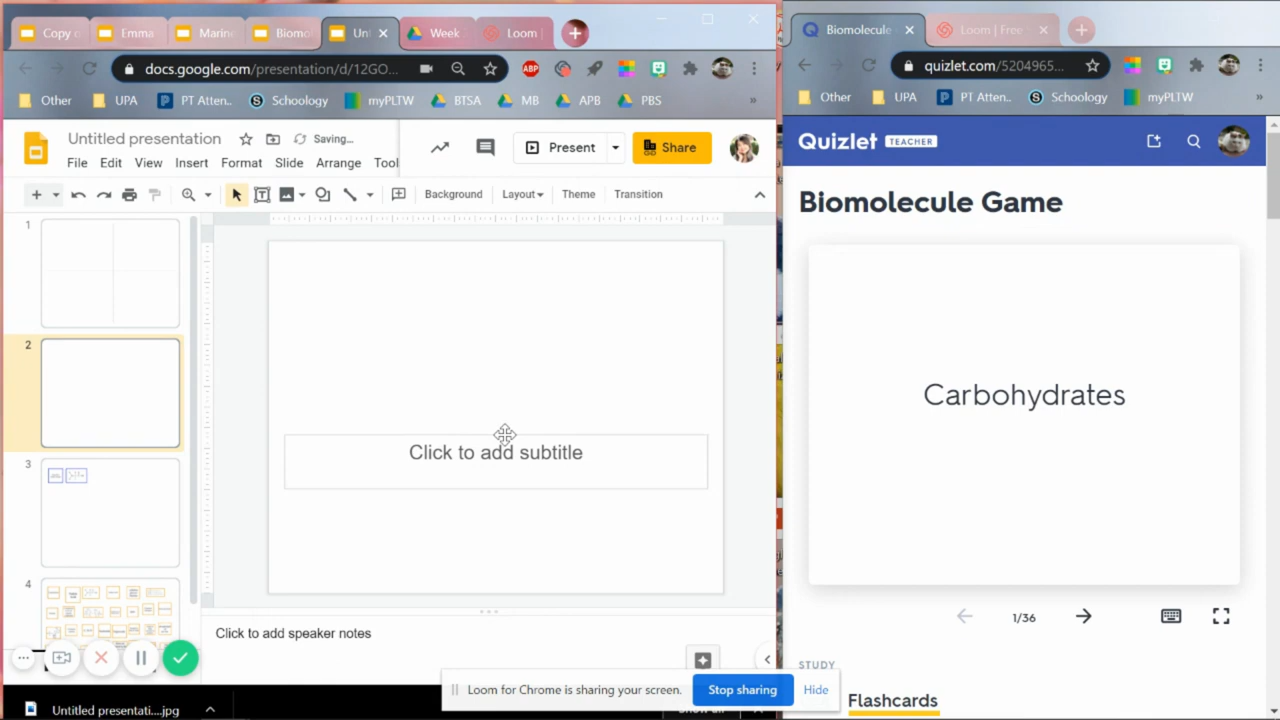 Copy o
Emma
Marin
Biomo
Unt
Week
Loom
docs.google.com/presentation/d/12GO...
ABP
Other
UPA
PT Atten..
Schoology
myPLTW
BTSA
MB
APB
PBS
»
Untitled presentation
Saving...
File Edit View Insert Format Slide Arrange Tool
Present
Share
Background
Layout
Theme
Transition
1
2
3
4
Click to add subtitle
Click to add speaker notes
Untitled presentati....jpg
Loom for Chrome is sharing your screen.
Stop sharing
Hide
Biomolecule
Loom | Free
quizlet.com/5204965...
Other
UPA
PT Atten..
Schoology
myPLTW
»
Quizlet TEACHER
Biomolecule Game
Carbohydrates
1/36
STUDY
Flashcards